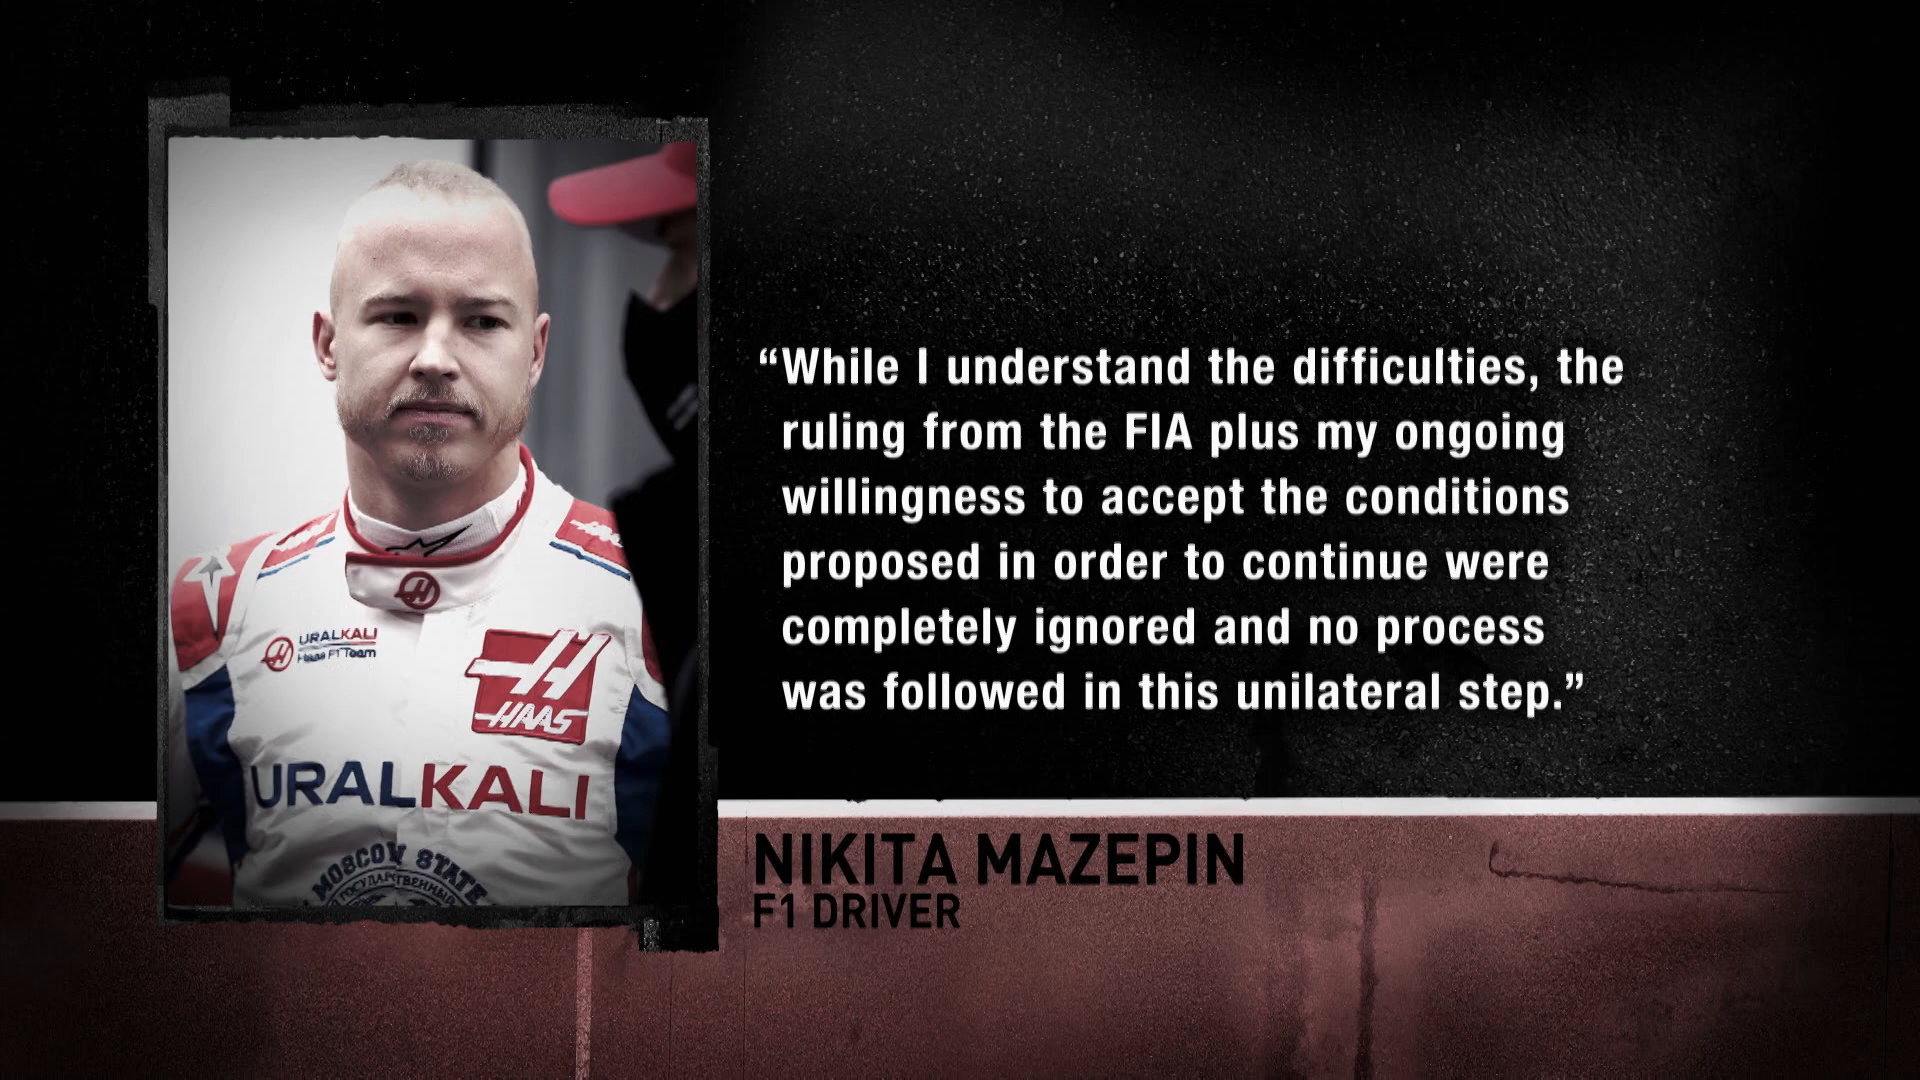 “While I understand the difficulties, the
ruling from the FIA plus my ongoing
willingness to accept the conditions
proposed in order to continue were
completely ignored and no process
was followed in this unilateral step.”
NIKITA MAZEPIN
F1 DRIVER
URALKALI
Haas F1 Team
HAAS
URALKALI
MOSCOW STATE